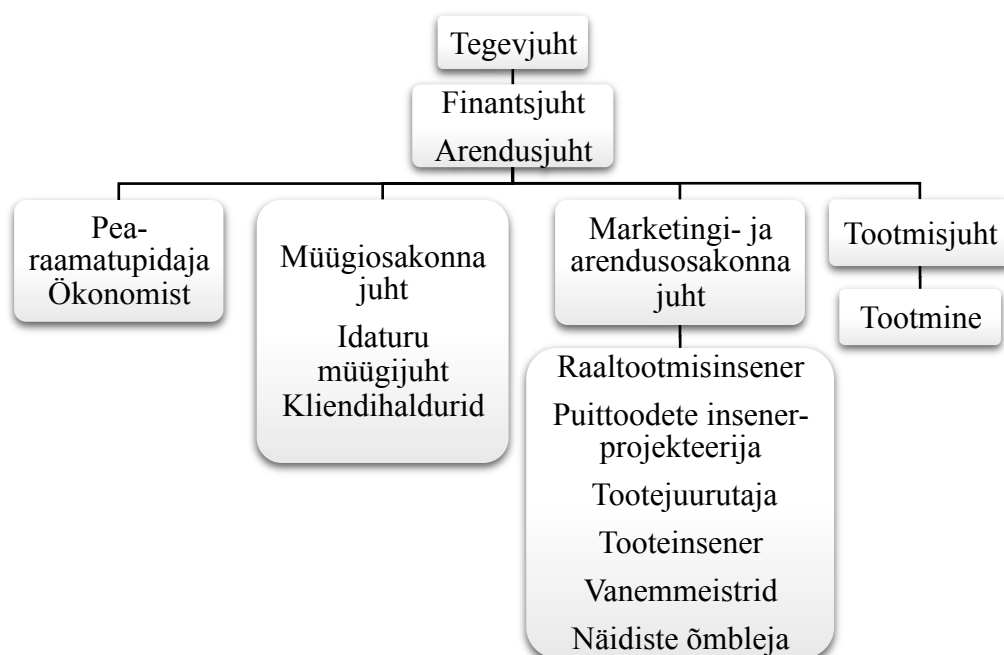 Tegevjuht
Finantsjuht
Arendusjuht
Pea-
raamatupidaja
Ökonomist
Müügiosakonna
juht
Idaturu
müügijuht
Kliendihaldurid
Marketingi- ja
arendusosakonna
juht
Tootmisjuht
Tootmine
Raaltootmisinsener
Puittoodete insener-
projekteerija
Tootejuurutaja
Tooteinsener
Vanemmeistrid
Näidiste õmbleja